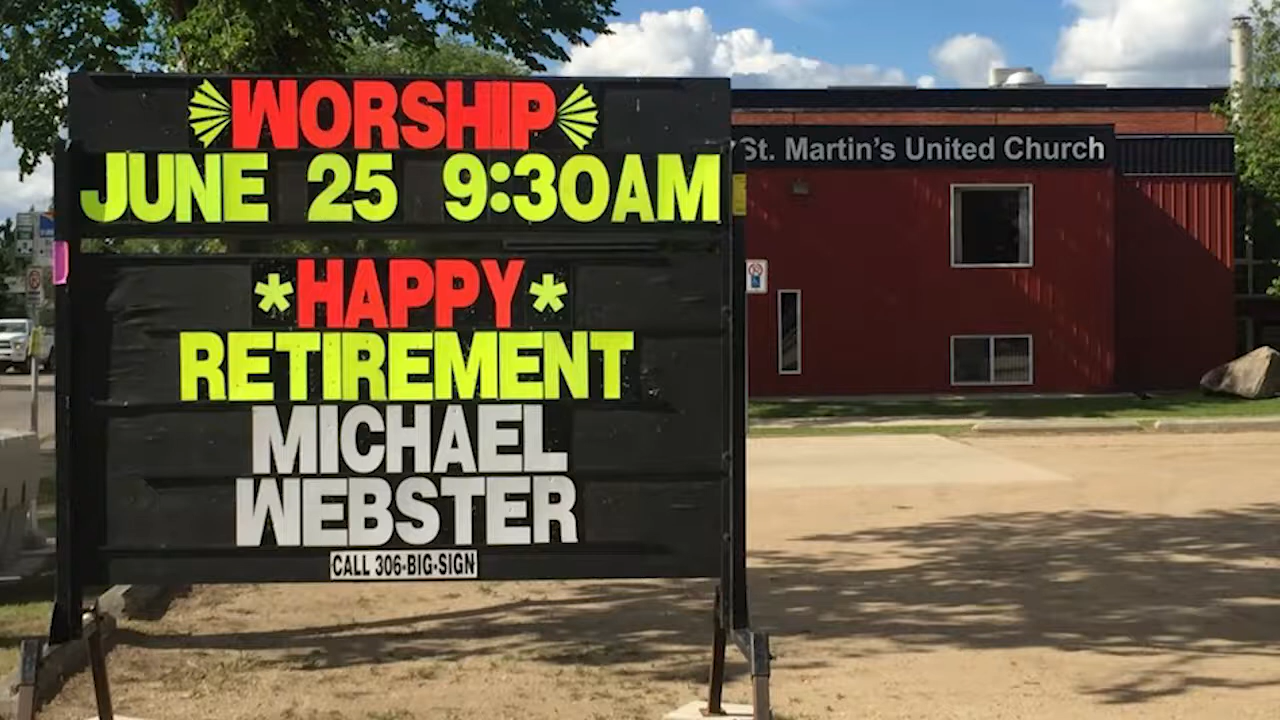 WORSHIP
JUNE 25 9:30AM
*HAPPY*
RETIREMENT
MICHAEL
WEBSTER
CALL 306-BIG-SIGN
St. Martin's United Church